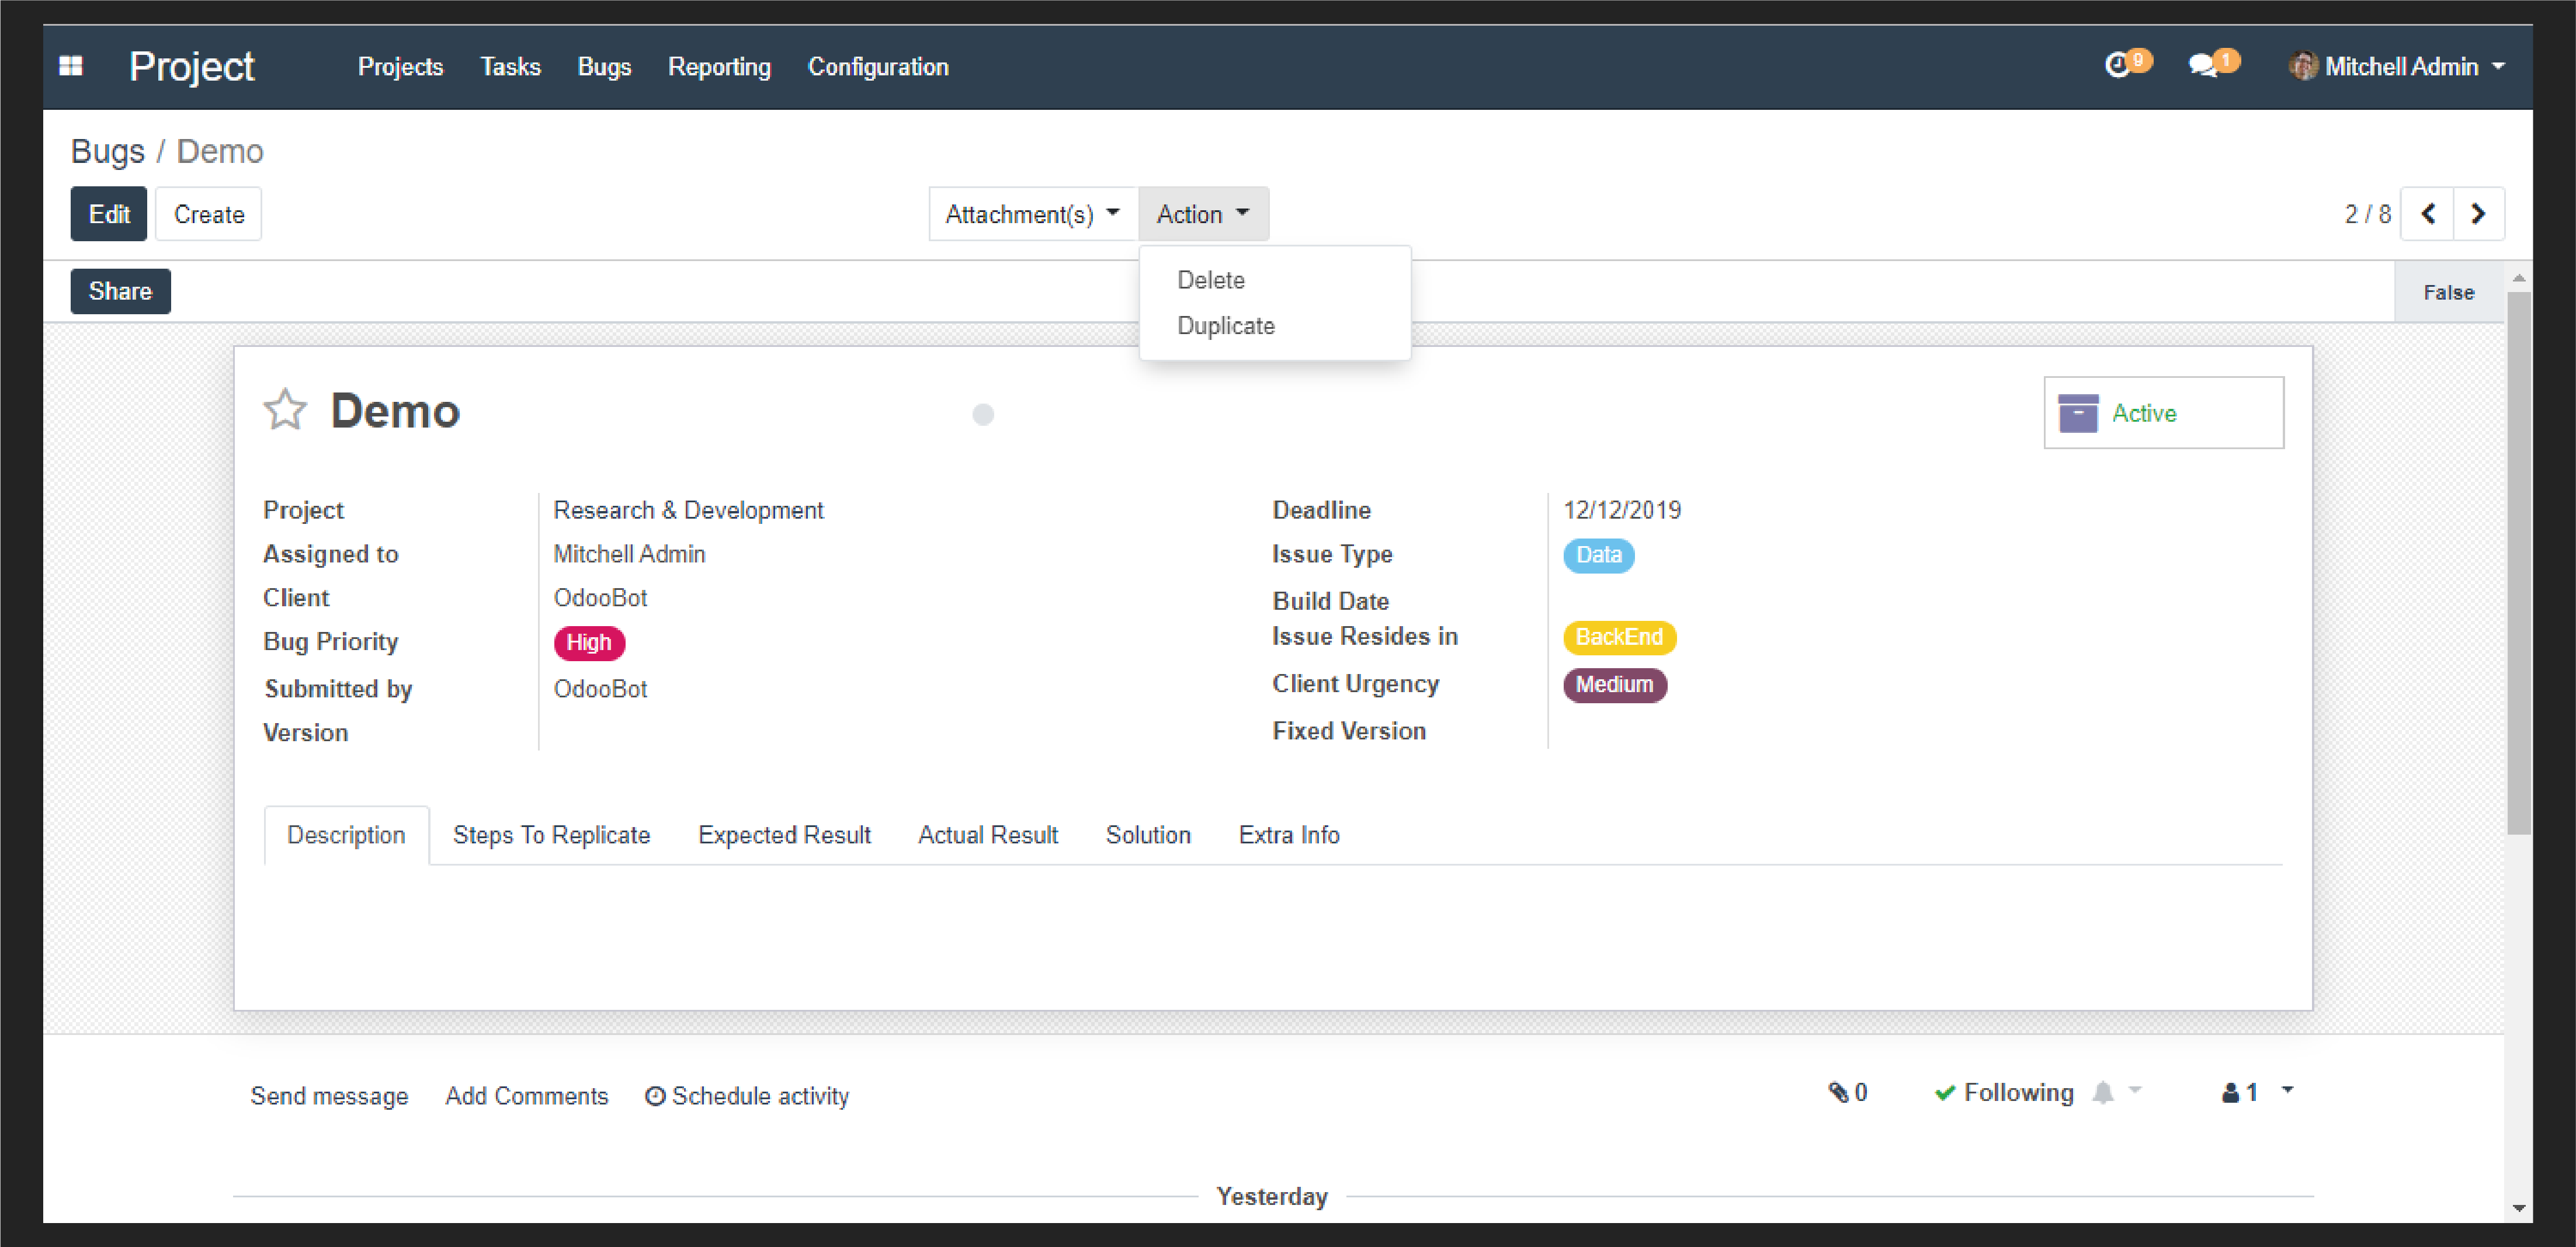 Project Projects Tasks Bugs Reporting Configuration 9 1 Mitchell Admin
Bugs / Demo
Edit Create Attachment(s) Action 2 / 8
Delete
Duplicate
Share False
Demo Active
Project Research & Development
Assigned to Mitchell Admin
Client OdooBot
Bug Priority High
Submitted by OdooBot
Version
Deadline 12/12/2019
Issue Type Data
Build Date
Issue Resides in BackEnd
Client Urgency Medium
Fixed Version
Description Steps To Replicate Expected Result Actual Result Solution Extra Info
Send message Add Comments Schedule activity 0 Following 1
Yesterday